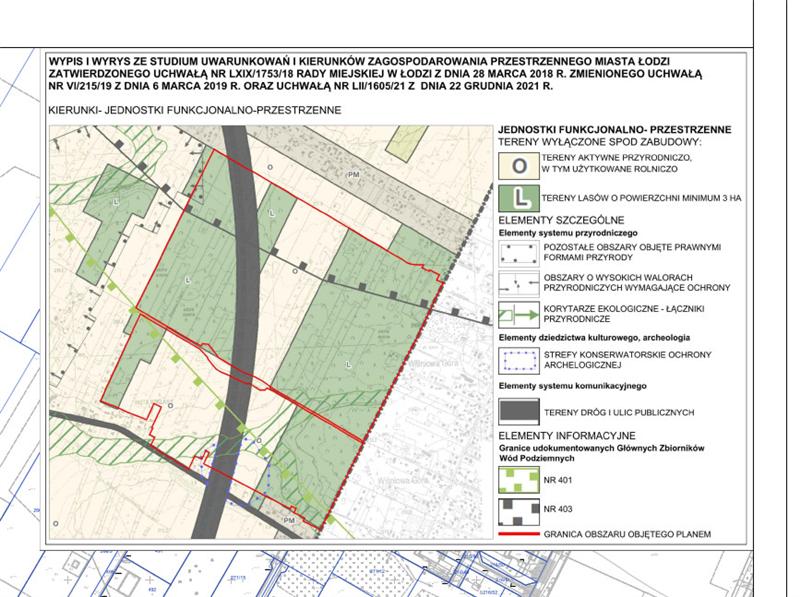 WYPIS I WYRYS ZE STUDIUM UWARUNKOWAŃ I KIERUNKÓW ZAGOSPODAROWANIA PRZESTRZENNEGO MIASTA ŁODZI
ZATWIERDZONEGO UCHWAŁĄ NR LXIX/1753/18 RADY MIEJSKIEJ W ŁODZI Z DNIA 28 MARCA 2018 R. ZMIENIONEGO UCHWAŁĄ
NR VI/215/19 Z DNIA 6 MARCA 2019 R. ORAZ UCHWAŁĄ NR LII/1605/21 Z DNIA 22 GRUDNIA 2021 R.
KIERUNKI- JEDNOSTKI FUNKCJONALNO-PRZESTRZENNE
PM
O
L
L
O
L
Wiśniowa Góra
O
O
Wiśniowa Góra
O
PM
JEDNOSTKI FUNKCJONALNO- PRZESTRZENNE
TERENY WYŁĄCZONE SPOD ZABUDOWY:
O
TERENY AKTYWNE PRZYRODNICZO,
W TYM UŻYTKOWANE ROLNICZO
L
TERENY LASÓW O POWIERZCHNI MINIMUM 3 HA
ELEMENTY SZCZEGÓLNE
Elementy systemu przyrodniczego
POZOSTAŁE OBSZARY OBJĘTE PRAWNYMI
FORMAMI PRZYRODY
OBSZARY O WYSOKICH WALORACH
PRZYRODNICZYCH WYMAGAJĄCE OCHRONY
KORYTARZE EKOLOGICZNE - ŁĄCZNIKI
PRZYRODNICZE
Elementy dziedzictwa kulturowego, archeologia
STREFY KONSERWATORSKIE OCHRONY
ARCHELOGICZNEJ
Elementy systemu komunikacyjnego
TERENY DRÓG I ULIC PUBLICZNYCH
ELEMENTY INFORMACYJNE
Granice udokumentowanych Głównych Zbiorników
Wód Podziemnych
NR 401
NR 403
GRANICA OBSZARU OBJĘTEGO PLANEM